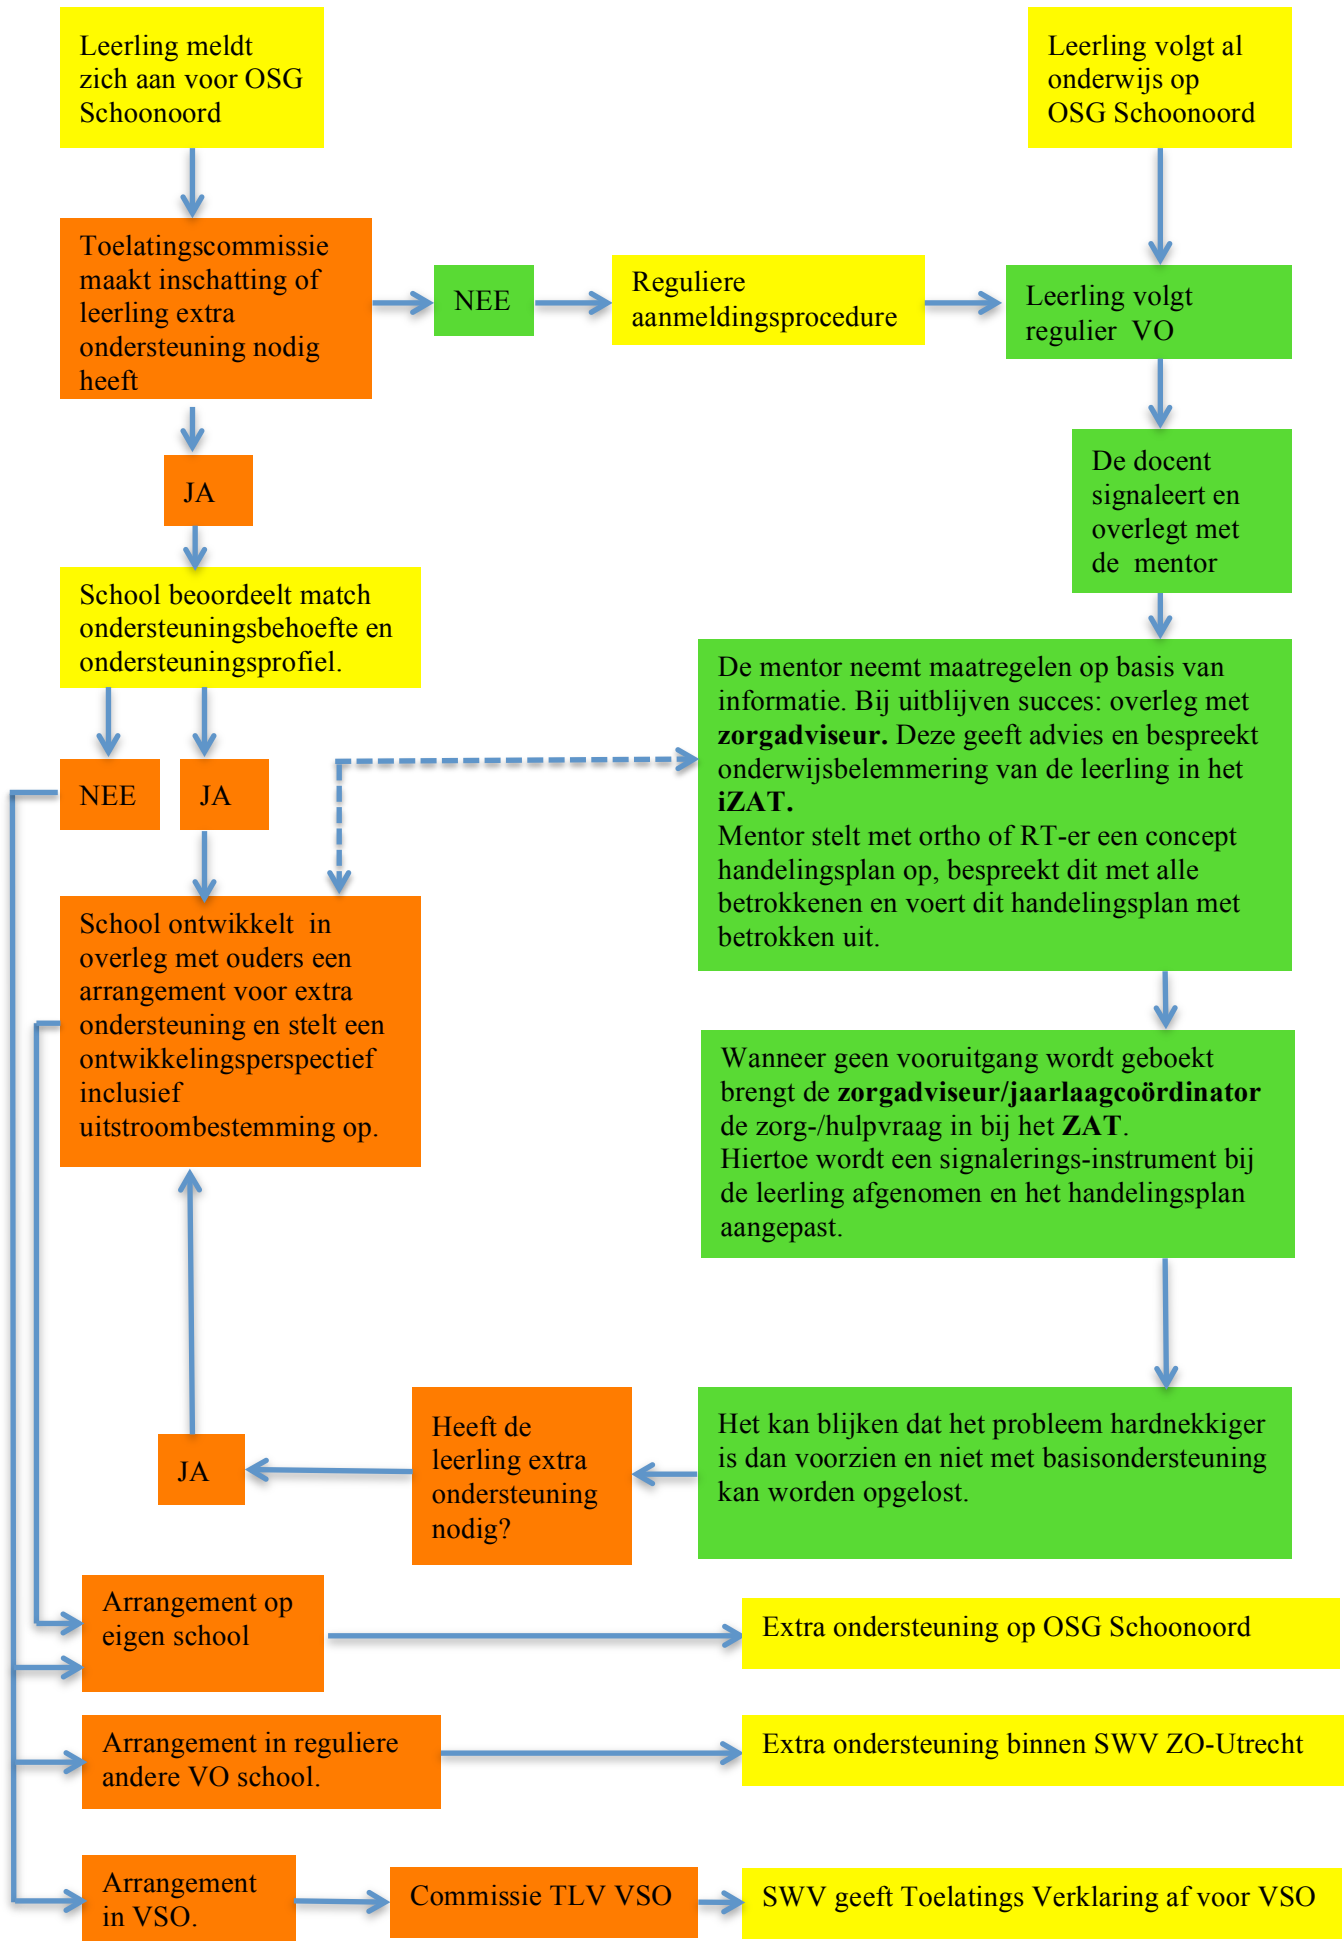 Leerling meldt
zich aan voor OSG
Schoonoord
Leerling volgt al
onderwijs op
OSG Schoonoord
Toelatingscommissie
maakt inschatting of
leerling extra
ondersteuning nodig
heeft
NEE
Reguliere
aanmeldingsprocedure
Leerling volgt
regulier VO
JA
De docent
signaleert en
overlegt met
de mentor
School beoordeelt match
ondersteuningsbehoefte en
ondersteuningsprofiel.
NEE
JA
De mentor neemt maatregelen op basis van
informatie. Bij uitblijven succes: overleg met
zorgadviseur. Deze geeft advies en bespreekt
onderwijsbelemmering van de leerling in het
iZAT.
Mentor stelt met ortho of RT-er een concept
handelingsplan op, bespreekt dit met alle
betrokkenen en voert dit handelingsplan met
betrokken uit.
School ontwikkelt in
overleg met ouders een
arrangement voor extra
ondersteuning en stelt een
ontwikkelingsperspectief
inclusief
uitstroombestemming op.
Wanneer geen vooruitgang wordt geboekt
brengt de zorgadviseur/jaarlaagcoördinator
de zorg-/hulpvraag in bij het ZAT.
Hiertoe wordt een signalerings-instrument bij
de leerling afgenomen en het handelingsplan
aangepast.
Het kan blijken dat het probleem hardnekkiger
is dan voorzien en niet met basisondersteuning
kan worden opgelost.
Heeft de
leerling extra
ondersteuning
nodig?
JA
Arrangement op
eigen school
Extra ondersteuning op OSG Schoonoord
Arrangement in reguliere
andere VO school.
Extra ondersteuning binnen SWV ZO-Utrecht
Arrangement
in VSO.
Commissie TLV VSO
SWV geeft Toelatings Verklaring af voor VSO